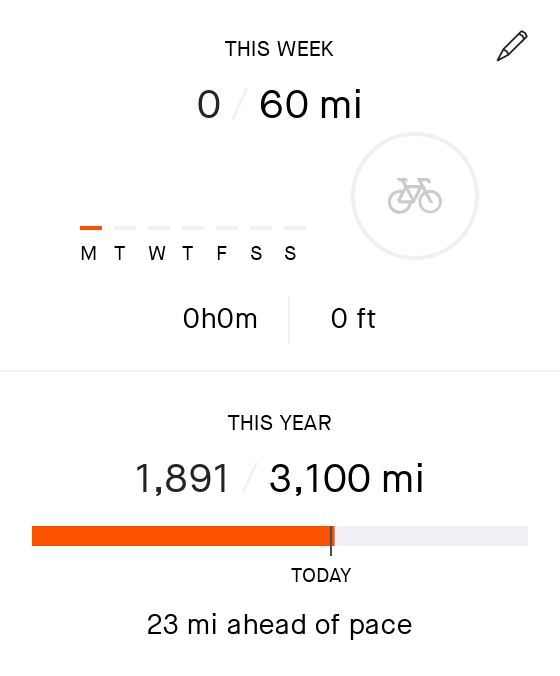 THIS WEEK
0 / 60 mi
M T W T F S S
0h0m 0 ft
THIS YEAR
1,891 / 3,100 mi
TODAY
23 mi ahead of pace